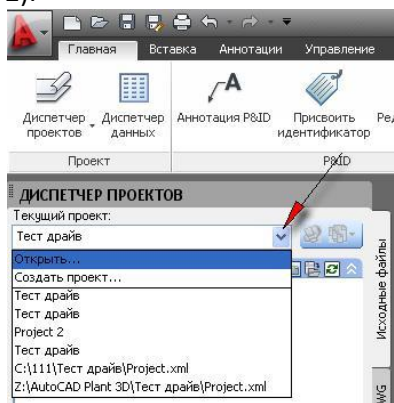 Главная Вставка Аннотации Управление
Диспетчер проектов
Диспетчер данных
Аннотация P&ID
Присвоить идентификатор
Проект
P&ID
ДИСПЕТЧЕР ПРОЕКТОВ
Текущий проект:
Тест драйв
Открыть...
Создать проект...
Тест драйв
Тест драйв
Project 2
Тест драйв
C:\111\Тест драйв\Project.xml
Z:\AutoCAD Plant 3D\Тест драйв\Project.xml
Исходные файлы